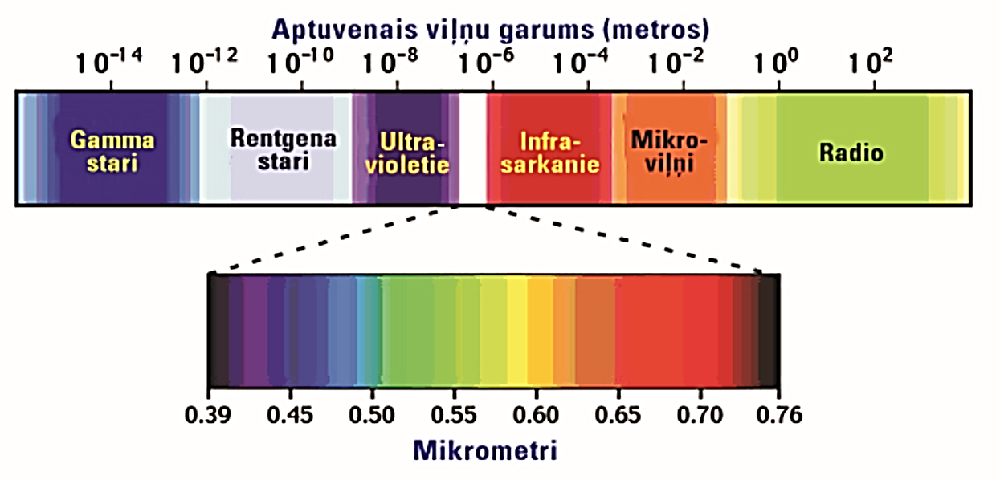 Aptuvenais viļņu garums (metros)
10⁻¹⁴ 10⁻¹² 10⁻¹⁰ 10⁻⁸ 10⁻⁶ 10⁻⁴ 10⁻² 10⁰ 10²
Gamma
stari
Rentgena
stari
Ultra-
violetie
Infra-
sarkanie
Mikro-
viļņi
Radio
0.39 0.45 0.50 0.55 0.60 0.65 0.70 0.76
Mikrometri